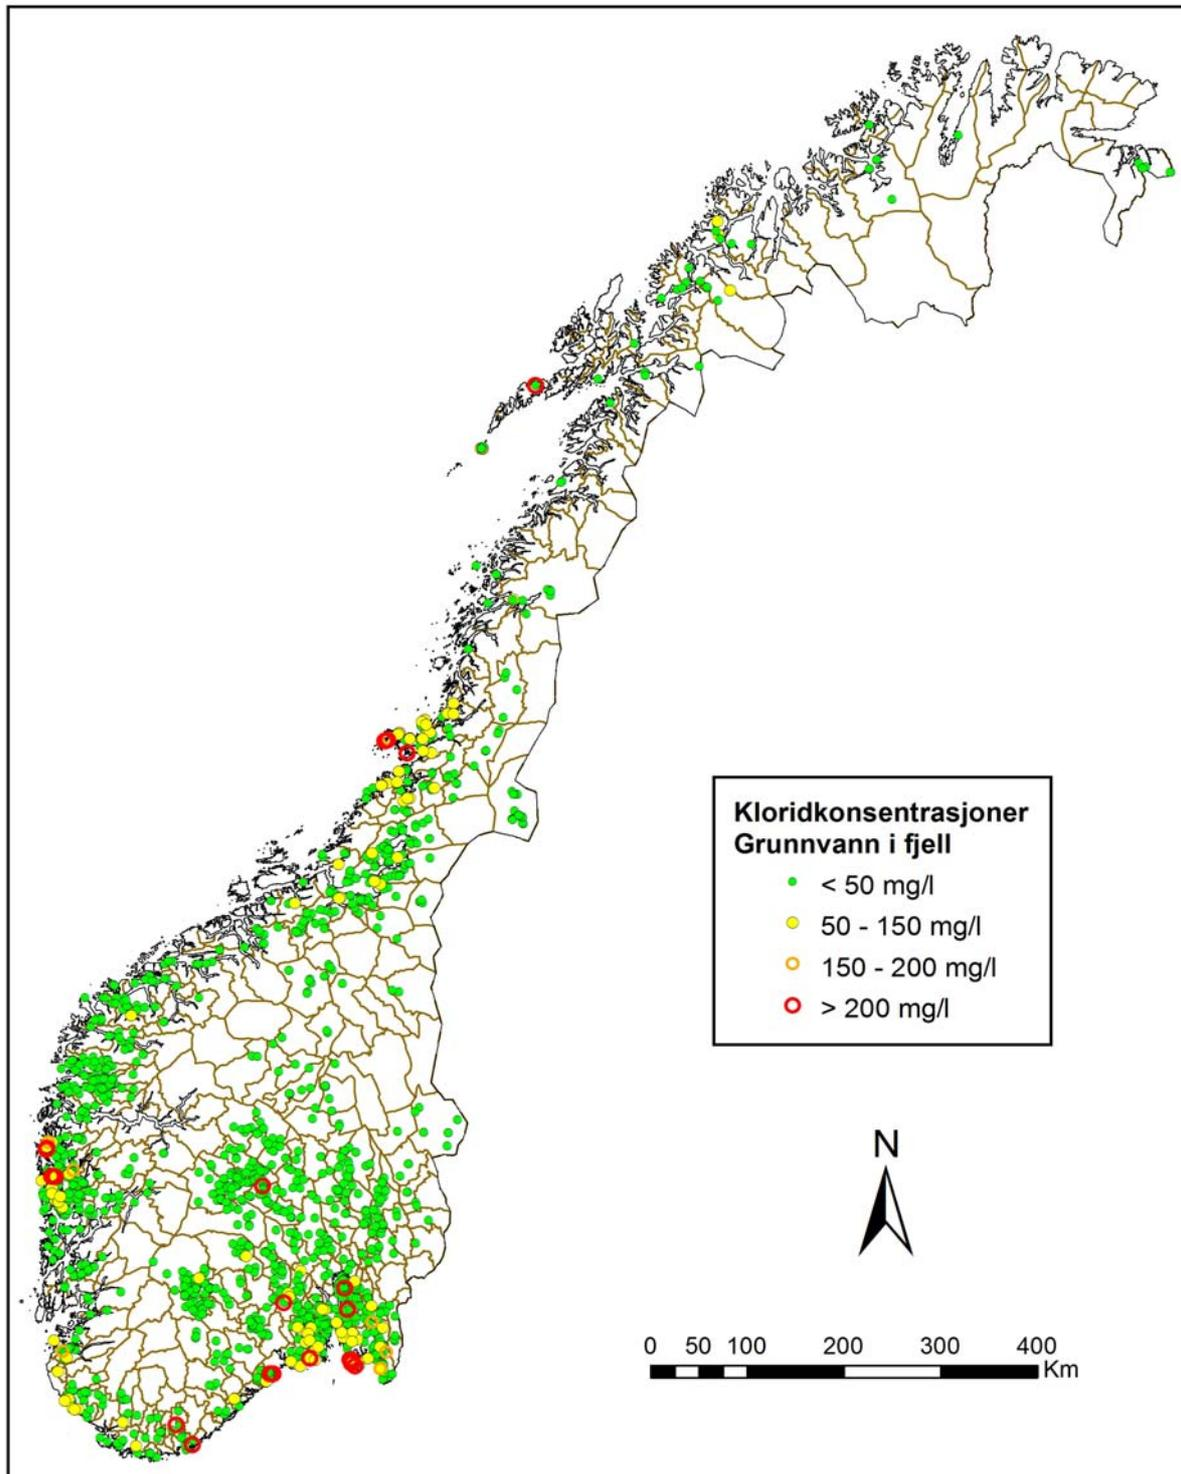 Kloridkonsentrasjoner
Grunnvann i fjell
< 50 mg/l
50 - 150 mg/l
150 - 200 mg/l
> 200 mg/l
N
0 50 100 200 300 400
Km